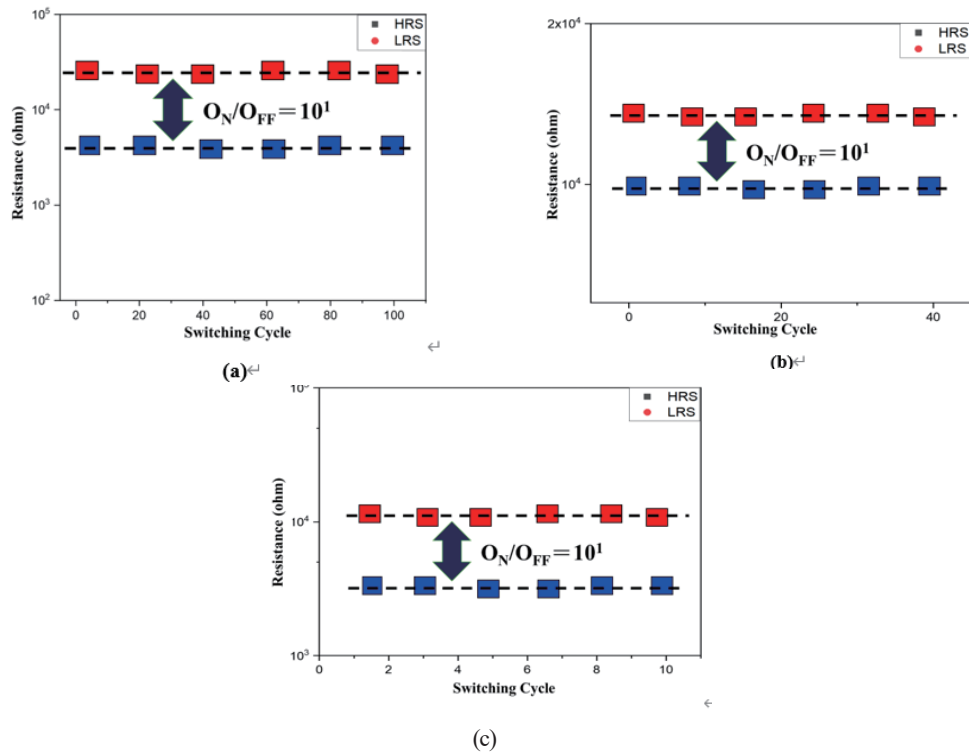 10⁵
HRS
LRS
10⁴
O_N/O_FF＝10¹
10³
10²
Resistance (ohm)
0 20 40 60 80 100
Switching Cycle
↵
(a)↵
2x10⁴
HRS
LRS
O_N/O_FF＝10¹
10⁴
Resistance (ohm)
0 20 40
Switching Cycle
(b)↵
HRS
LRS
10⁴
O_N/O_FF＝10¹
10³
Resistance (ohm)
0 2 4 6 8 10
Switching Cycle
↵
(c)